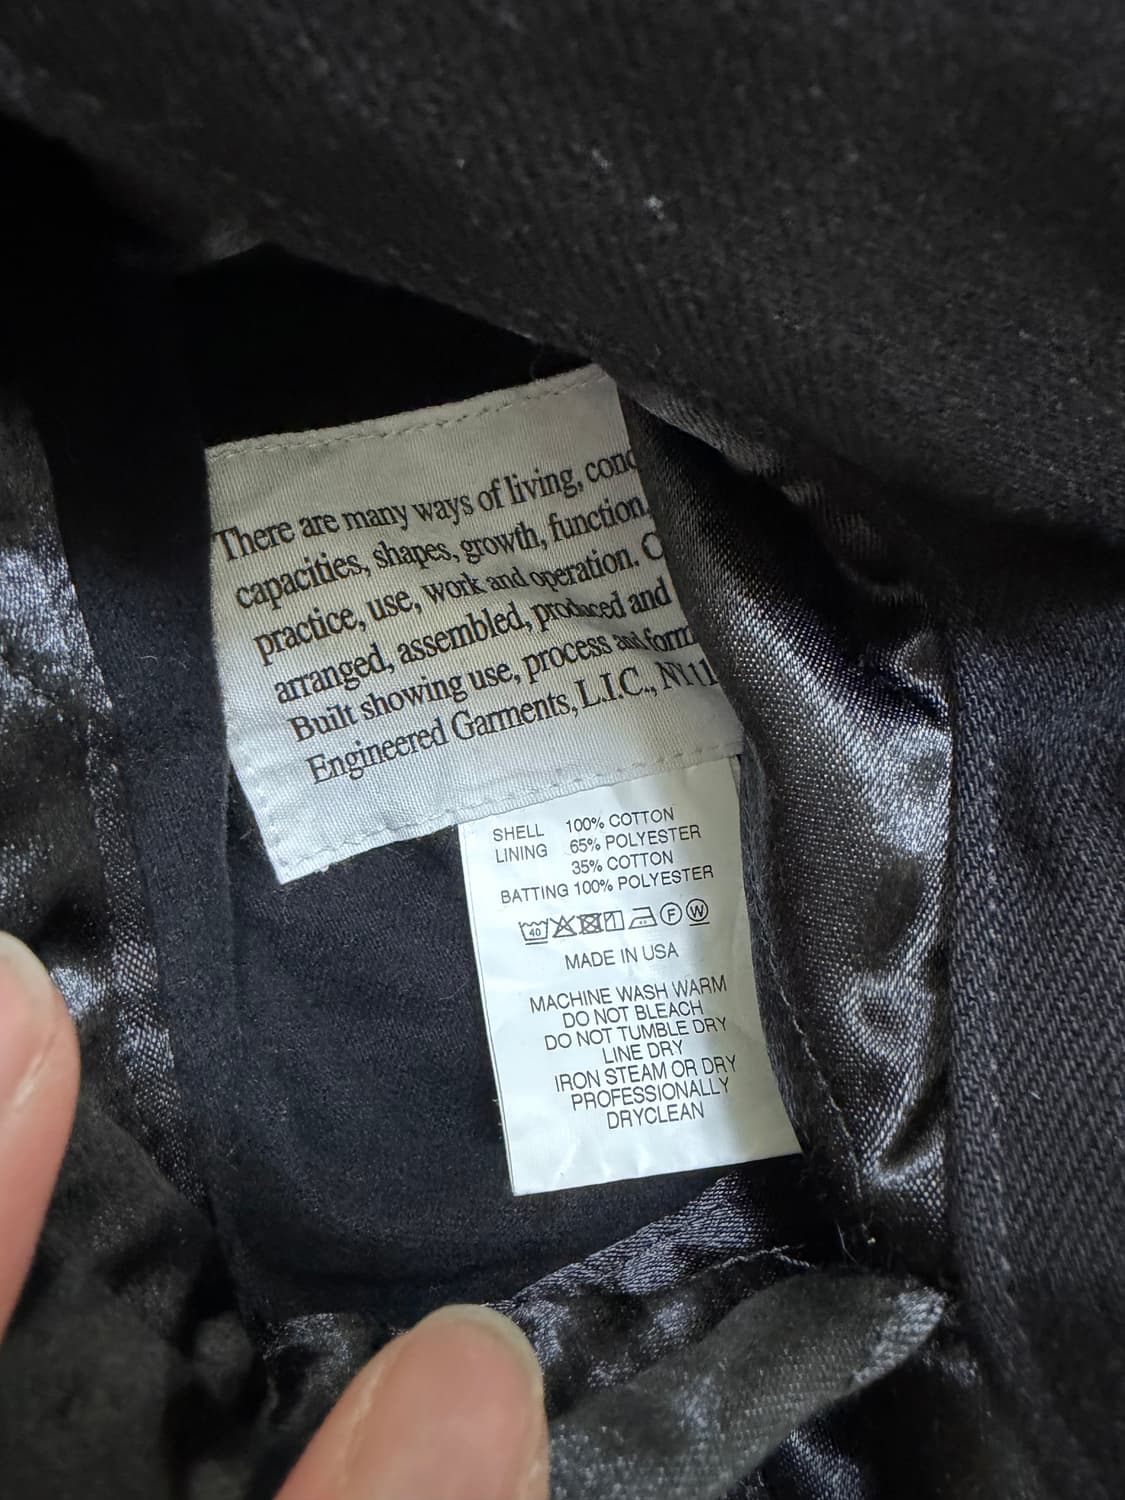 There are many ways of living,
capacities, shapes, growth, function,
practice, use, work and operation.
arranged, assembled, produced and
Built showing use, process and form
Engineered Garments, L.I.C., NY 11
SHELL 100% COTTON
LINING 65% POLYESTER
35% COTTON
BATTING 100% POLYESTER
40 F W
MADE IN USA
MACHINE WASH WARM
DO NOT BLEACH
DO NOT TUMBLE DRY
LINE DRY
IRON STEAM OR DRY
PROFESSIONALLY
DRYCLEAN